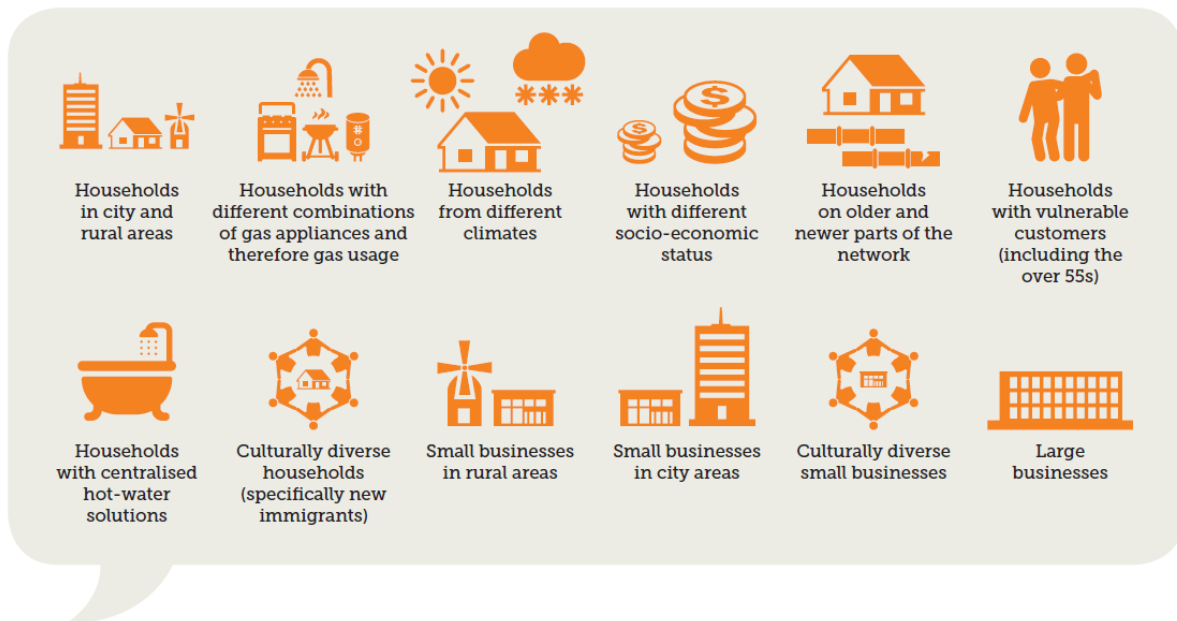 Households
in city and
rural areas
Households with
different combinations
of gas appliances and
therefore gas usage
Households
from different
climates
Households
with different
socio-economic
status
Households
on older and
newer parts of the
network
Households
with vulnerable
customers
(including the
over 55s)
Households
with centralised
hot-water
solutions
Culturally diverse
households
(specifically new
immigrants)
Small businesses
in rural areas
Small businesses
in city areas
Culturally diverse
small businesses
Large
businesses